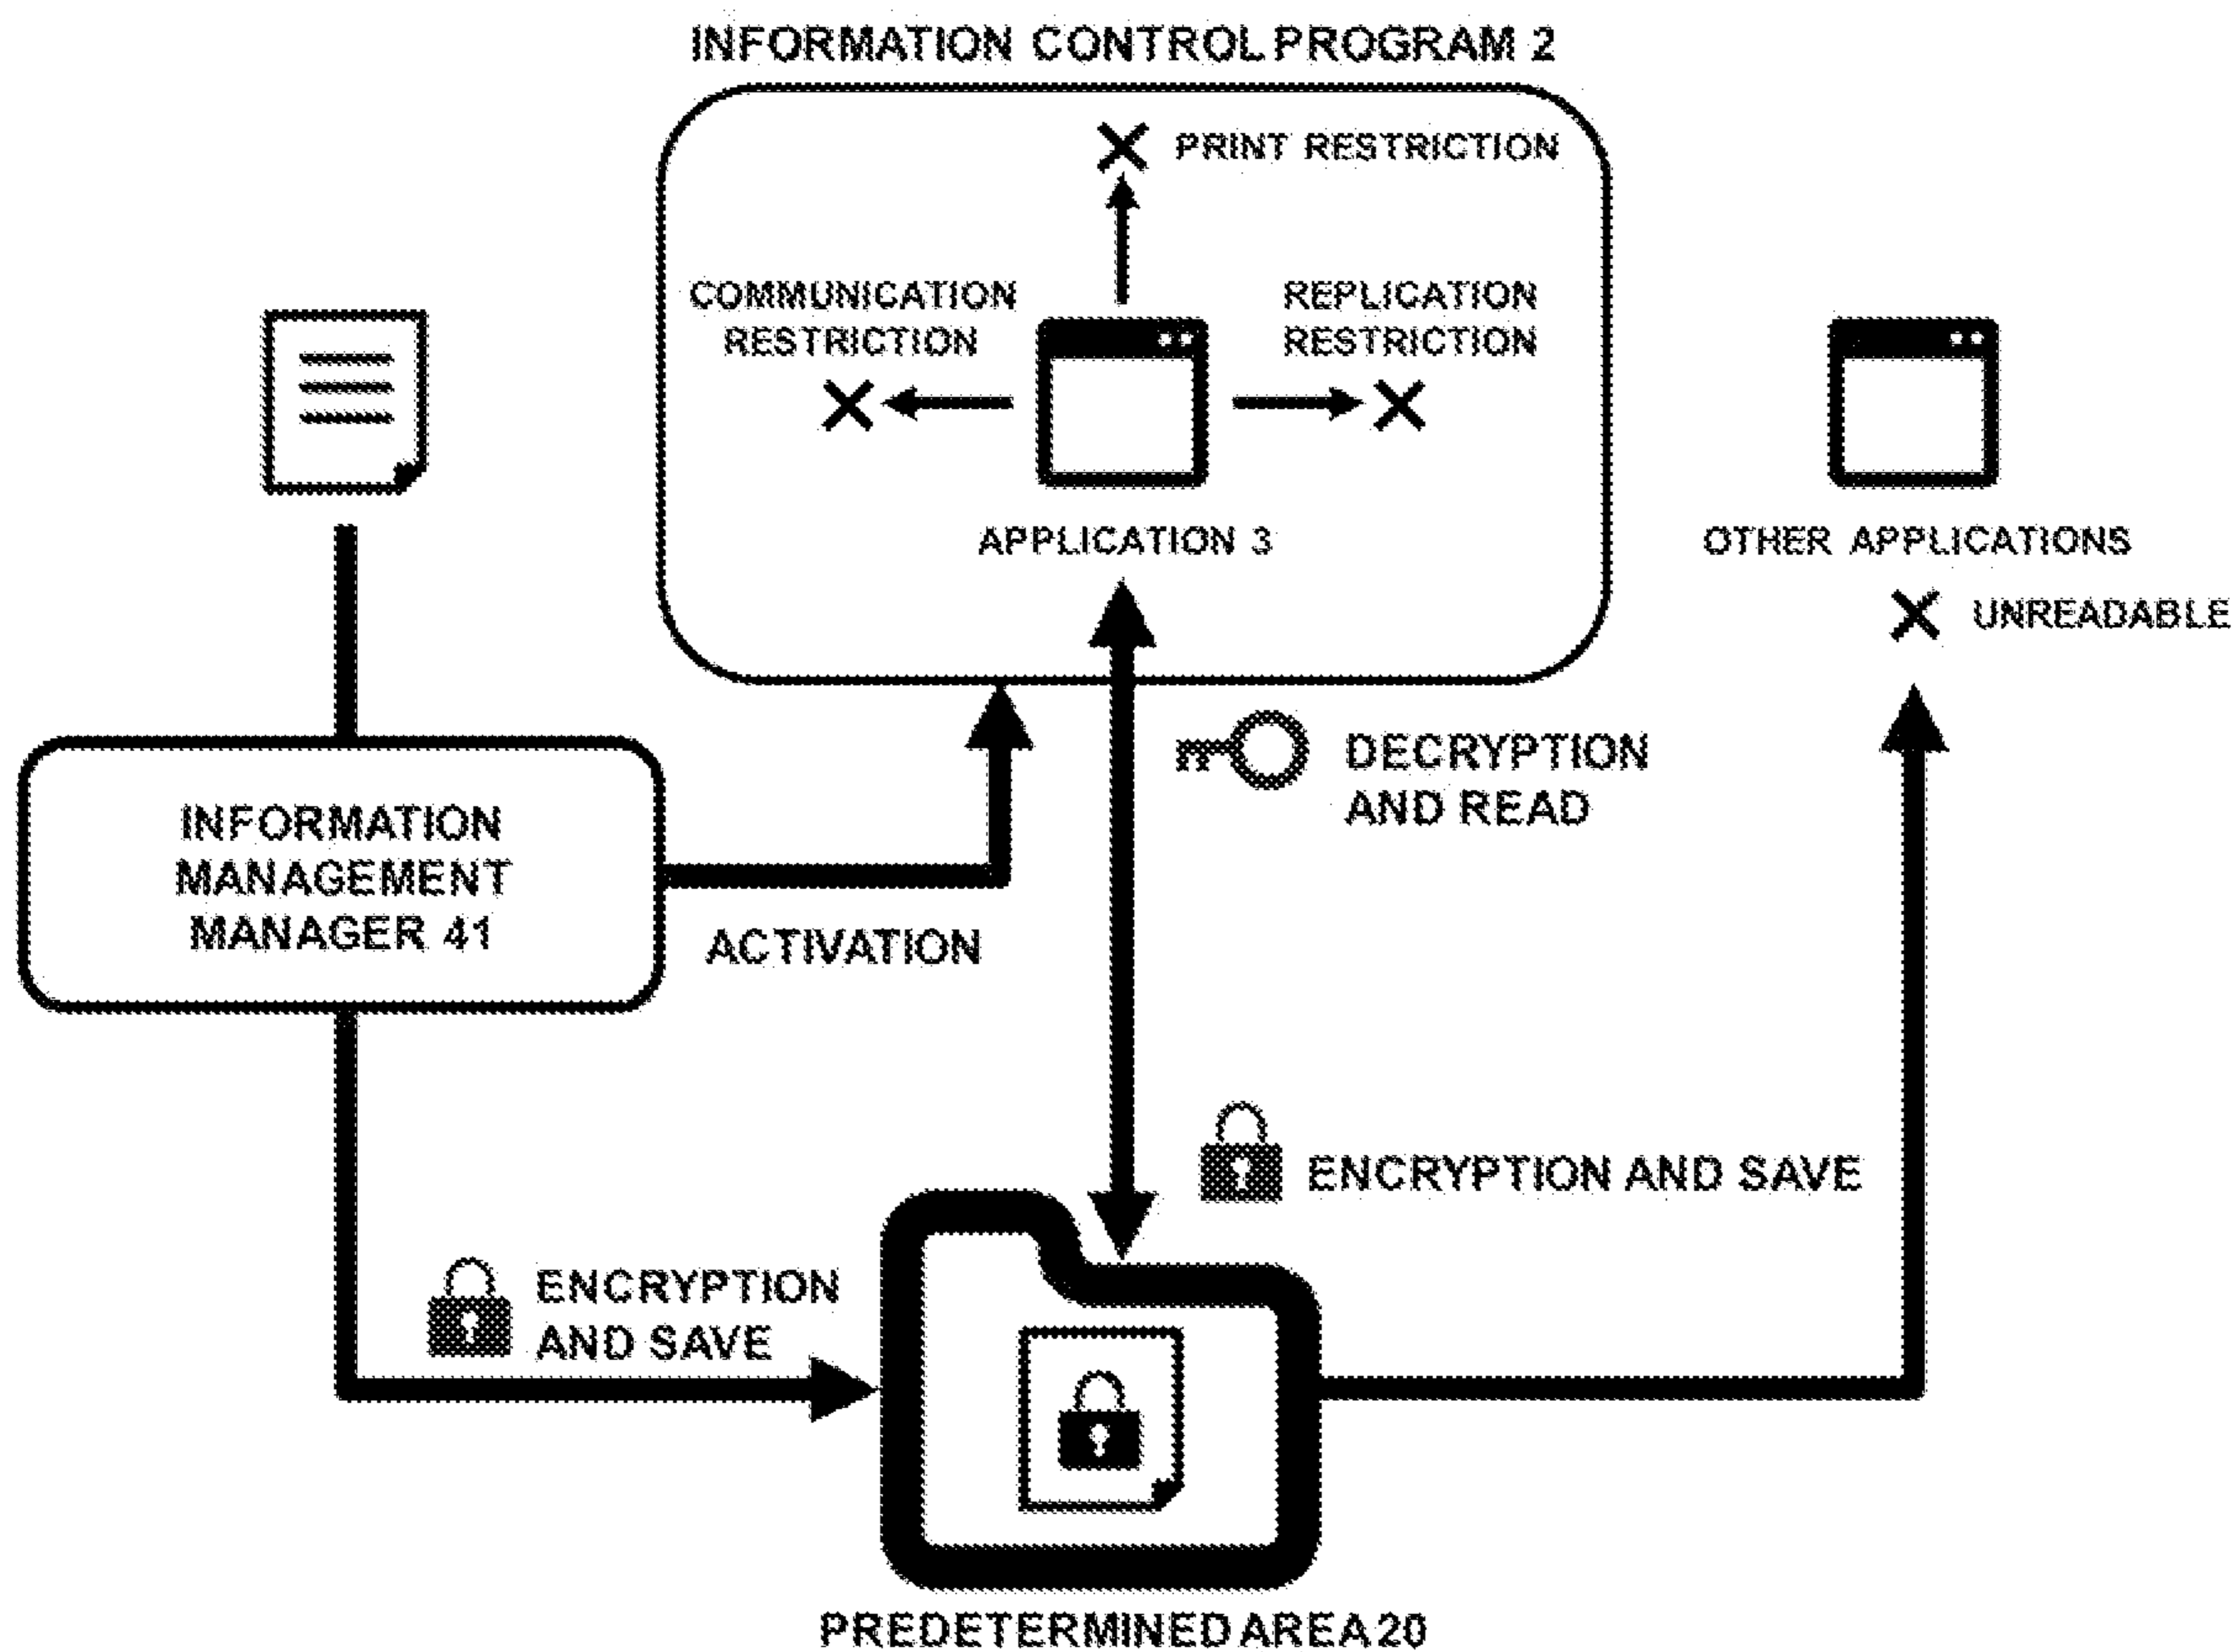 INFORMATION CONTROL PROGRAM 2
PRINT RESTRICTION
COMMUNICATION
RESTRICTION
REPLICATION
RESTRICTION
APPLICATION 3
OTHER APPLICATIONS
UNREADABLE
INFORMATION
MANAGEMENT
MANAGER 41
ACTIVATION
DECRYPTION
AND READ
ENCRYPTION AND SAVE
ENCRYPTION
AND SAVE
PREDETERMINED AREA 20